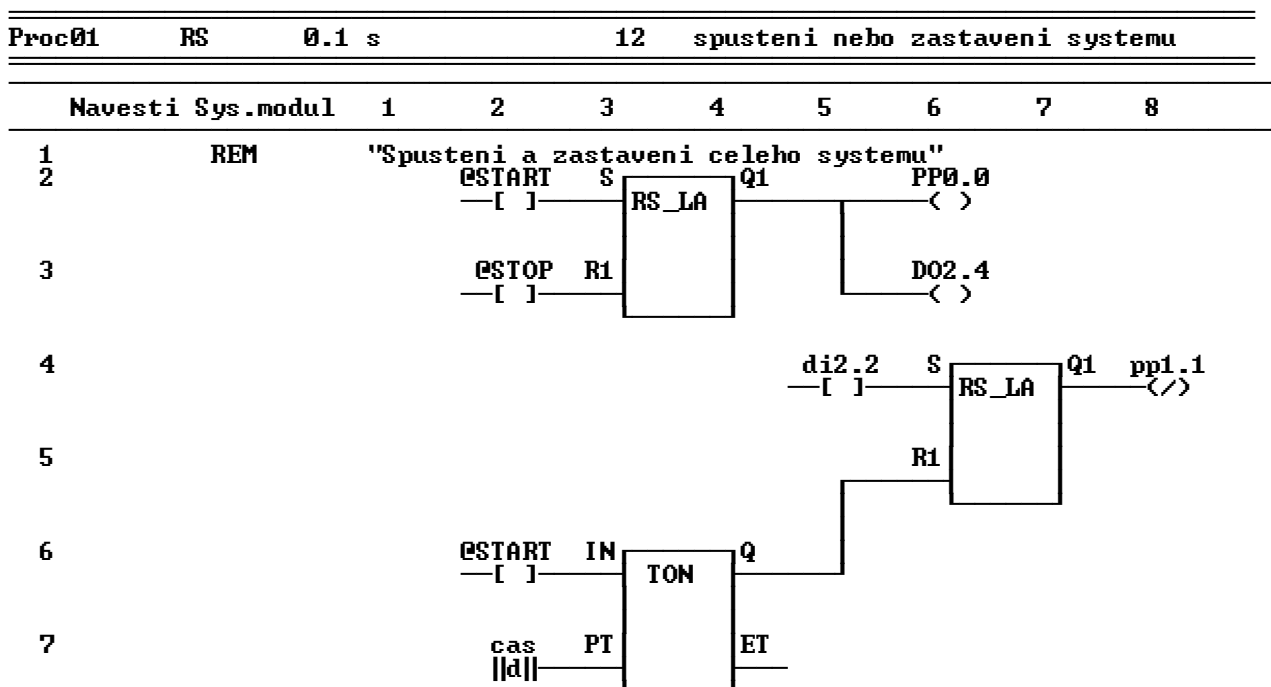 Proc01 RS 0.1 s 12 spusteni nebo zastaveni systemu
Navesti Sys.modul 1 2 3 4 5 6 7 8
1 REM "Spusteni a zastaveni celeho systemu"
2 @START S Q1 PP0.0
[ ] RS_LA ( )
3 @STOP R1 DO2.4
[ ] ( )
4 di2.2 S Q1 pp1.1
[ ] RS_LA (/)
5 R1
6 @START IN Q
[ ] TON
7 cas PT ET
||d||